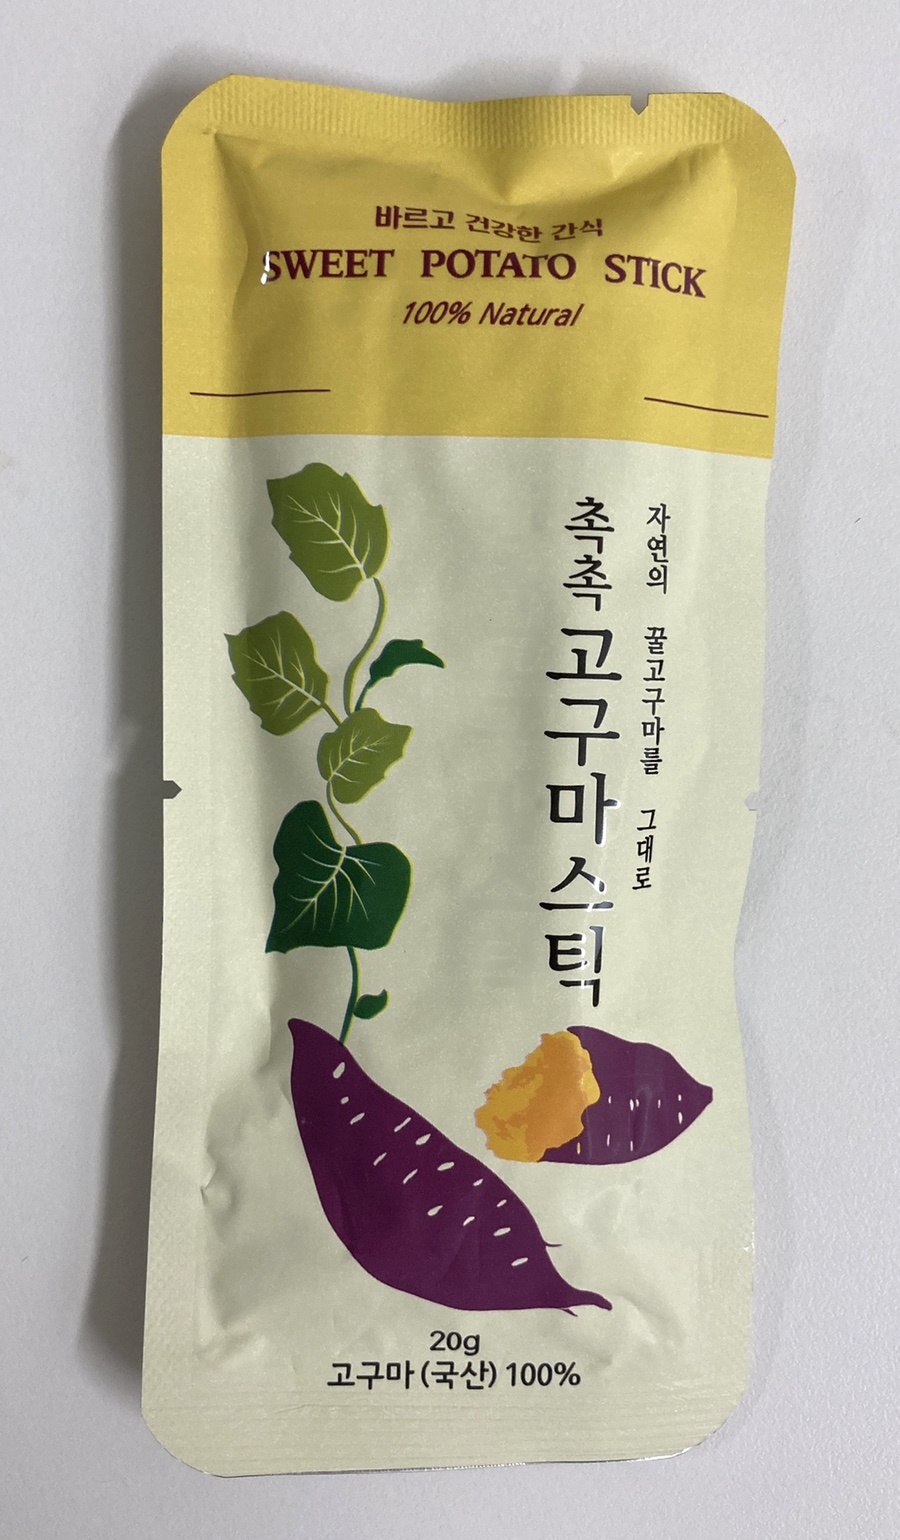 바르고 건강한 간식
SWEET POTATO STICK
100% Natural
자연의 꿀고구마를 그대로
촉촉고구마스틱
20g
고구마(국산) 100%